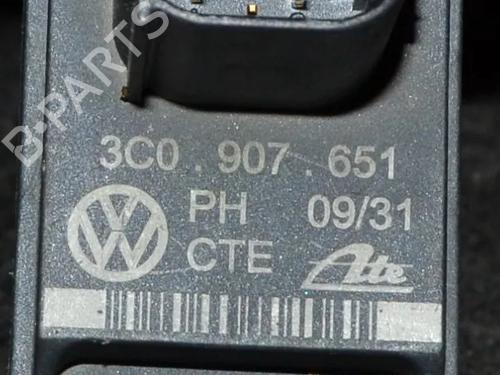 B-PARTS
3C0 . 907 . 651
PH 09/31
CTE Ate